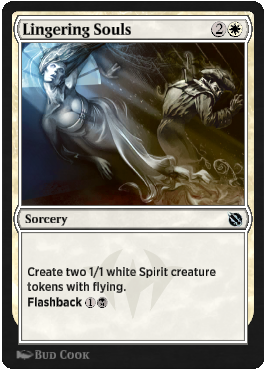 Lingering Souls 2
Sorcery
Create two 1/1 white Spirit creature
tokens with flying.
Flashback 1
Bud Cook